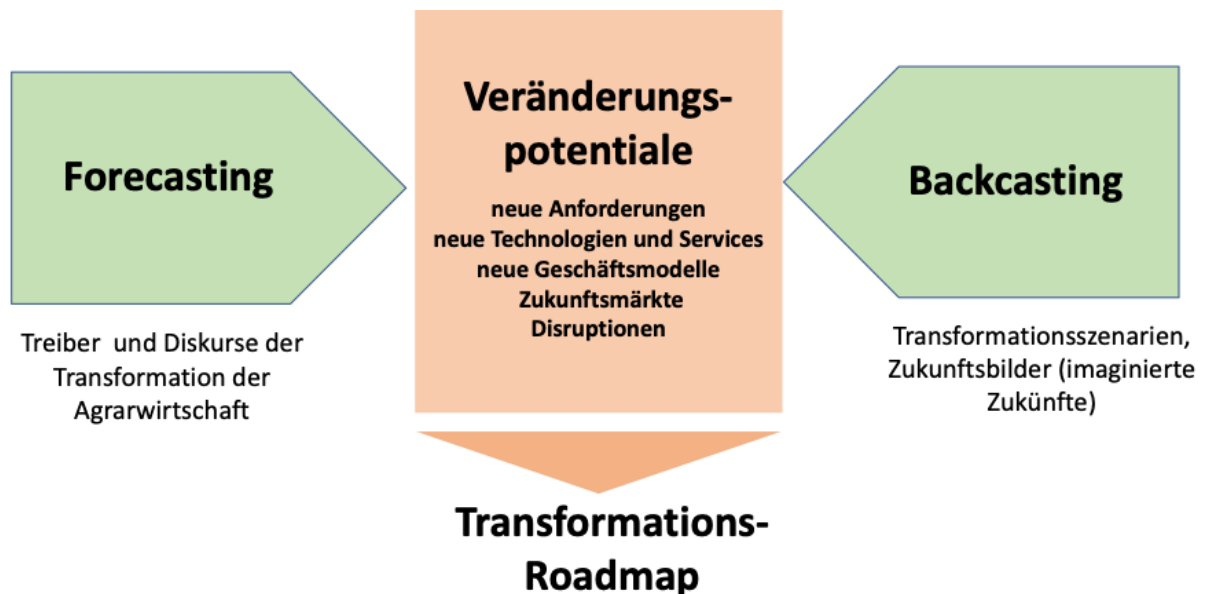 Forecasting
Treiber und Diskurse der
Transformation der
Agrarwirtschaft
Veränderungs-
potentiale
neue Anforderungen
neue Technologien und Services
neue Geschäftsmodelle
Zukunftsmärkte
Disruptionen
Backcasting
Transformationsszenarien,
Zukunftsbilder (imaginierte
Zukünfte)
Transformations-
Roadmap